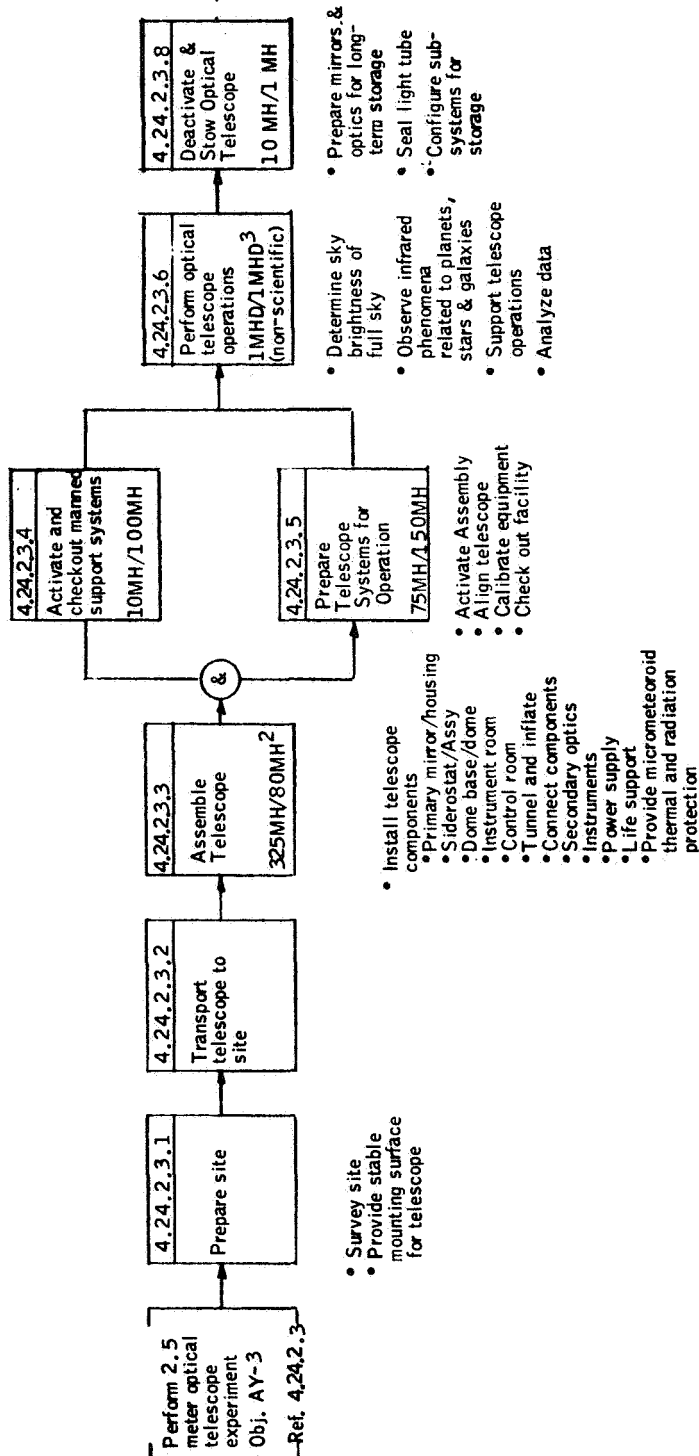 Perform 2.5
meter optical
telescope
experiment
Obj. AY-3
Ref. 4.24.2.3
4.24.2.3.1
Prepare site
• Survey site
• Provide stable
mounting surface
for telescope
4.24.2.3.2
Transport
telescope to
site
4.24.2.3.3
Assemble
Telescope
325MH/80MH²
• Install telescope
components
•Primary mirror/housing
•Siderostat/Assy
•Dome base/dome
•Instrument room
•Control room
•Tunnel and inflate
•Connect components
•Secondary optics
•Instruments
•Power supply
•Life support
•Provide micrometeoroid
thermal and radiation
protection
&
4.24.2.3.4
Activate and
checkout manned
support systems
10MH/100MH
4.24.2.3.5
Prepare
Telescope
Systems for
Operation
75MH/150MH
• Activate Assembly
• Align telescope
• Calibrate equipment
• Check out facility
4.24.2.3.6
Perform optical
telescope
operations
1MHD/1MHD³
(non-scientific)
• Determine sky
brightness of
full sky
• Observe infrared
phenomena
related to planets,
stars & galaxies
• Support telescope
operations
• Analyze data
4.24.2.3.8
Deactivate &
Stow Optical
Telescope
10 MH/1 MH
• Prepare mirrors &
optics for long-
term storage
• Seal light tube
• Configure sub-
systems for
storage